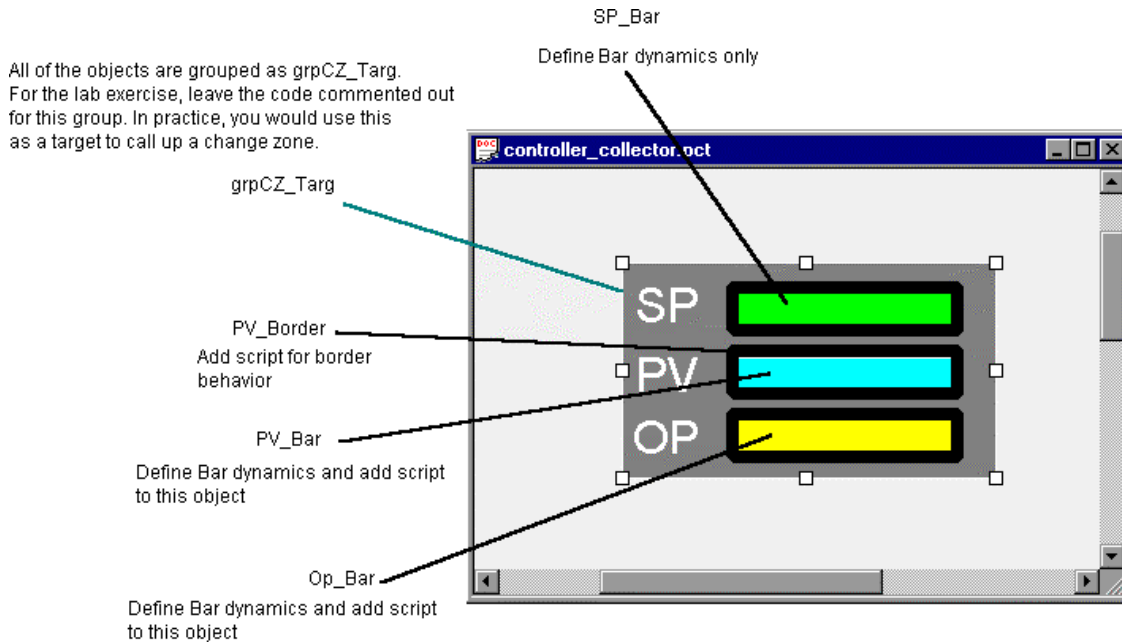 SP_Bar
Define Bar dynamics only
All of the objects are grouped as grpCZ_Targ.
For the lab exercise, leave the code commented out
for this group. In practice, you would use this
as a target to call up a change zone.
DOC
controller_collector.pct
grpCZ_Targ
SP
PV_Border
Add script for border
behavior
PV
PV_Bar
OP
Define Bar dynamics and add script
to this object
Op_Bar
Define Bar dynamics and add script
to this object